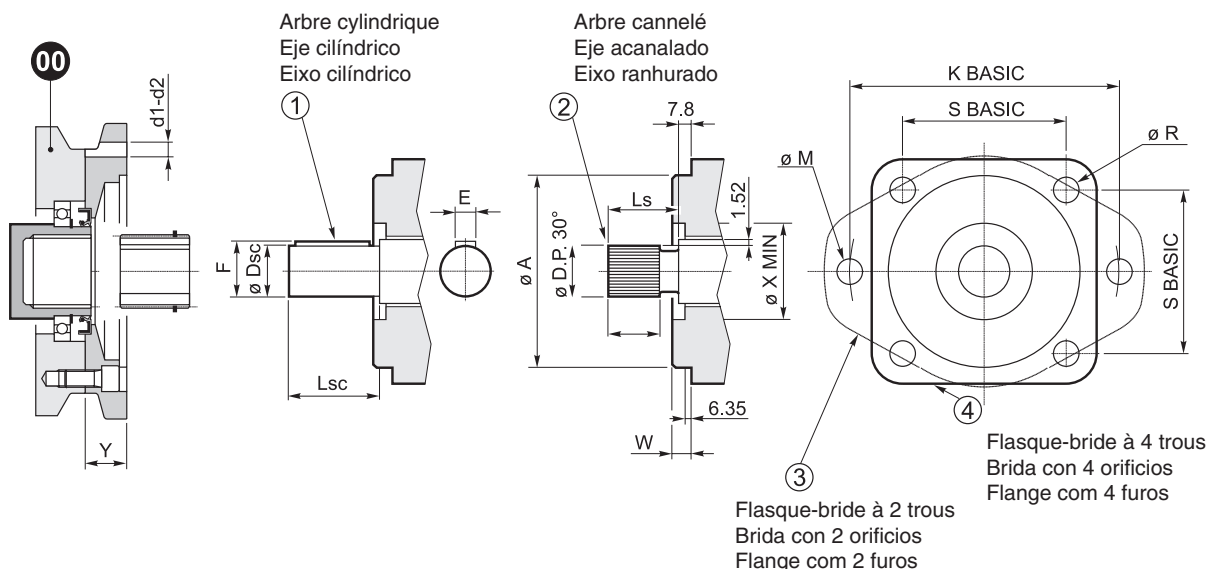 Arbre cylindrique
Eje cilíndrico
Eixo cilíndrico
1
Arbre cannelé
Eje acanalado
Eixo ranhurado
2
00
d1-d2
Y
F
ø Dsc
Lsc
E
7.8
Ls
1.52
ø A
ø D.P. 30°
ø X MIN
W
6.35
K BASIC
S BASIC
ø M
ø R
S BASIC
4
Flasque-bride à 4 trous
Brida con 4 orificios
Flange com 4 furos
3
Flasque-bride à 2 trous
Brida con 2 orificios
Flange com 2 furos